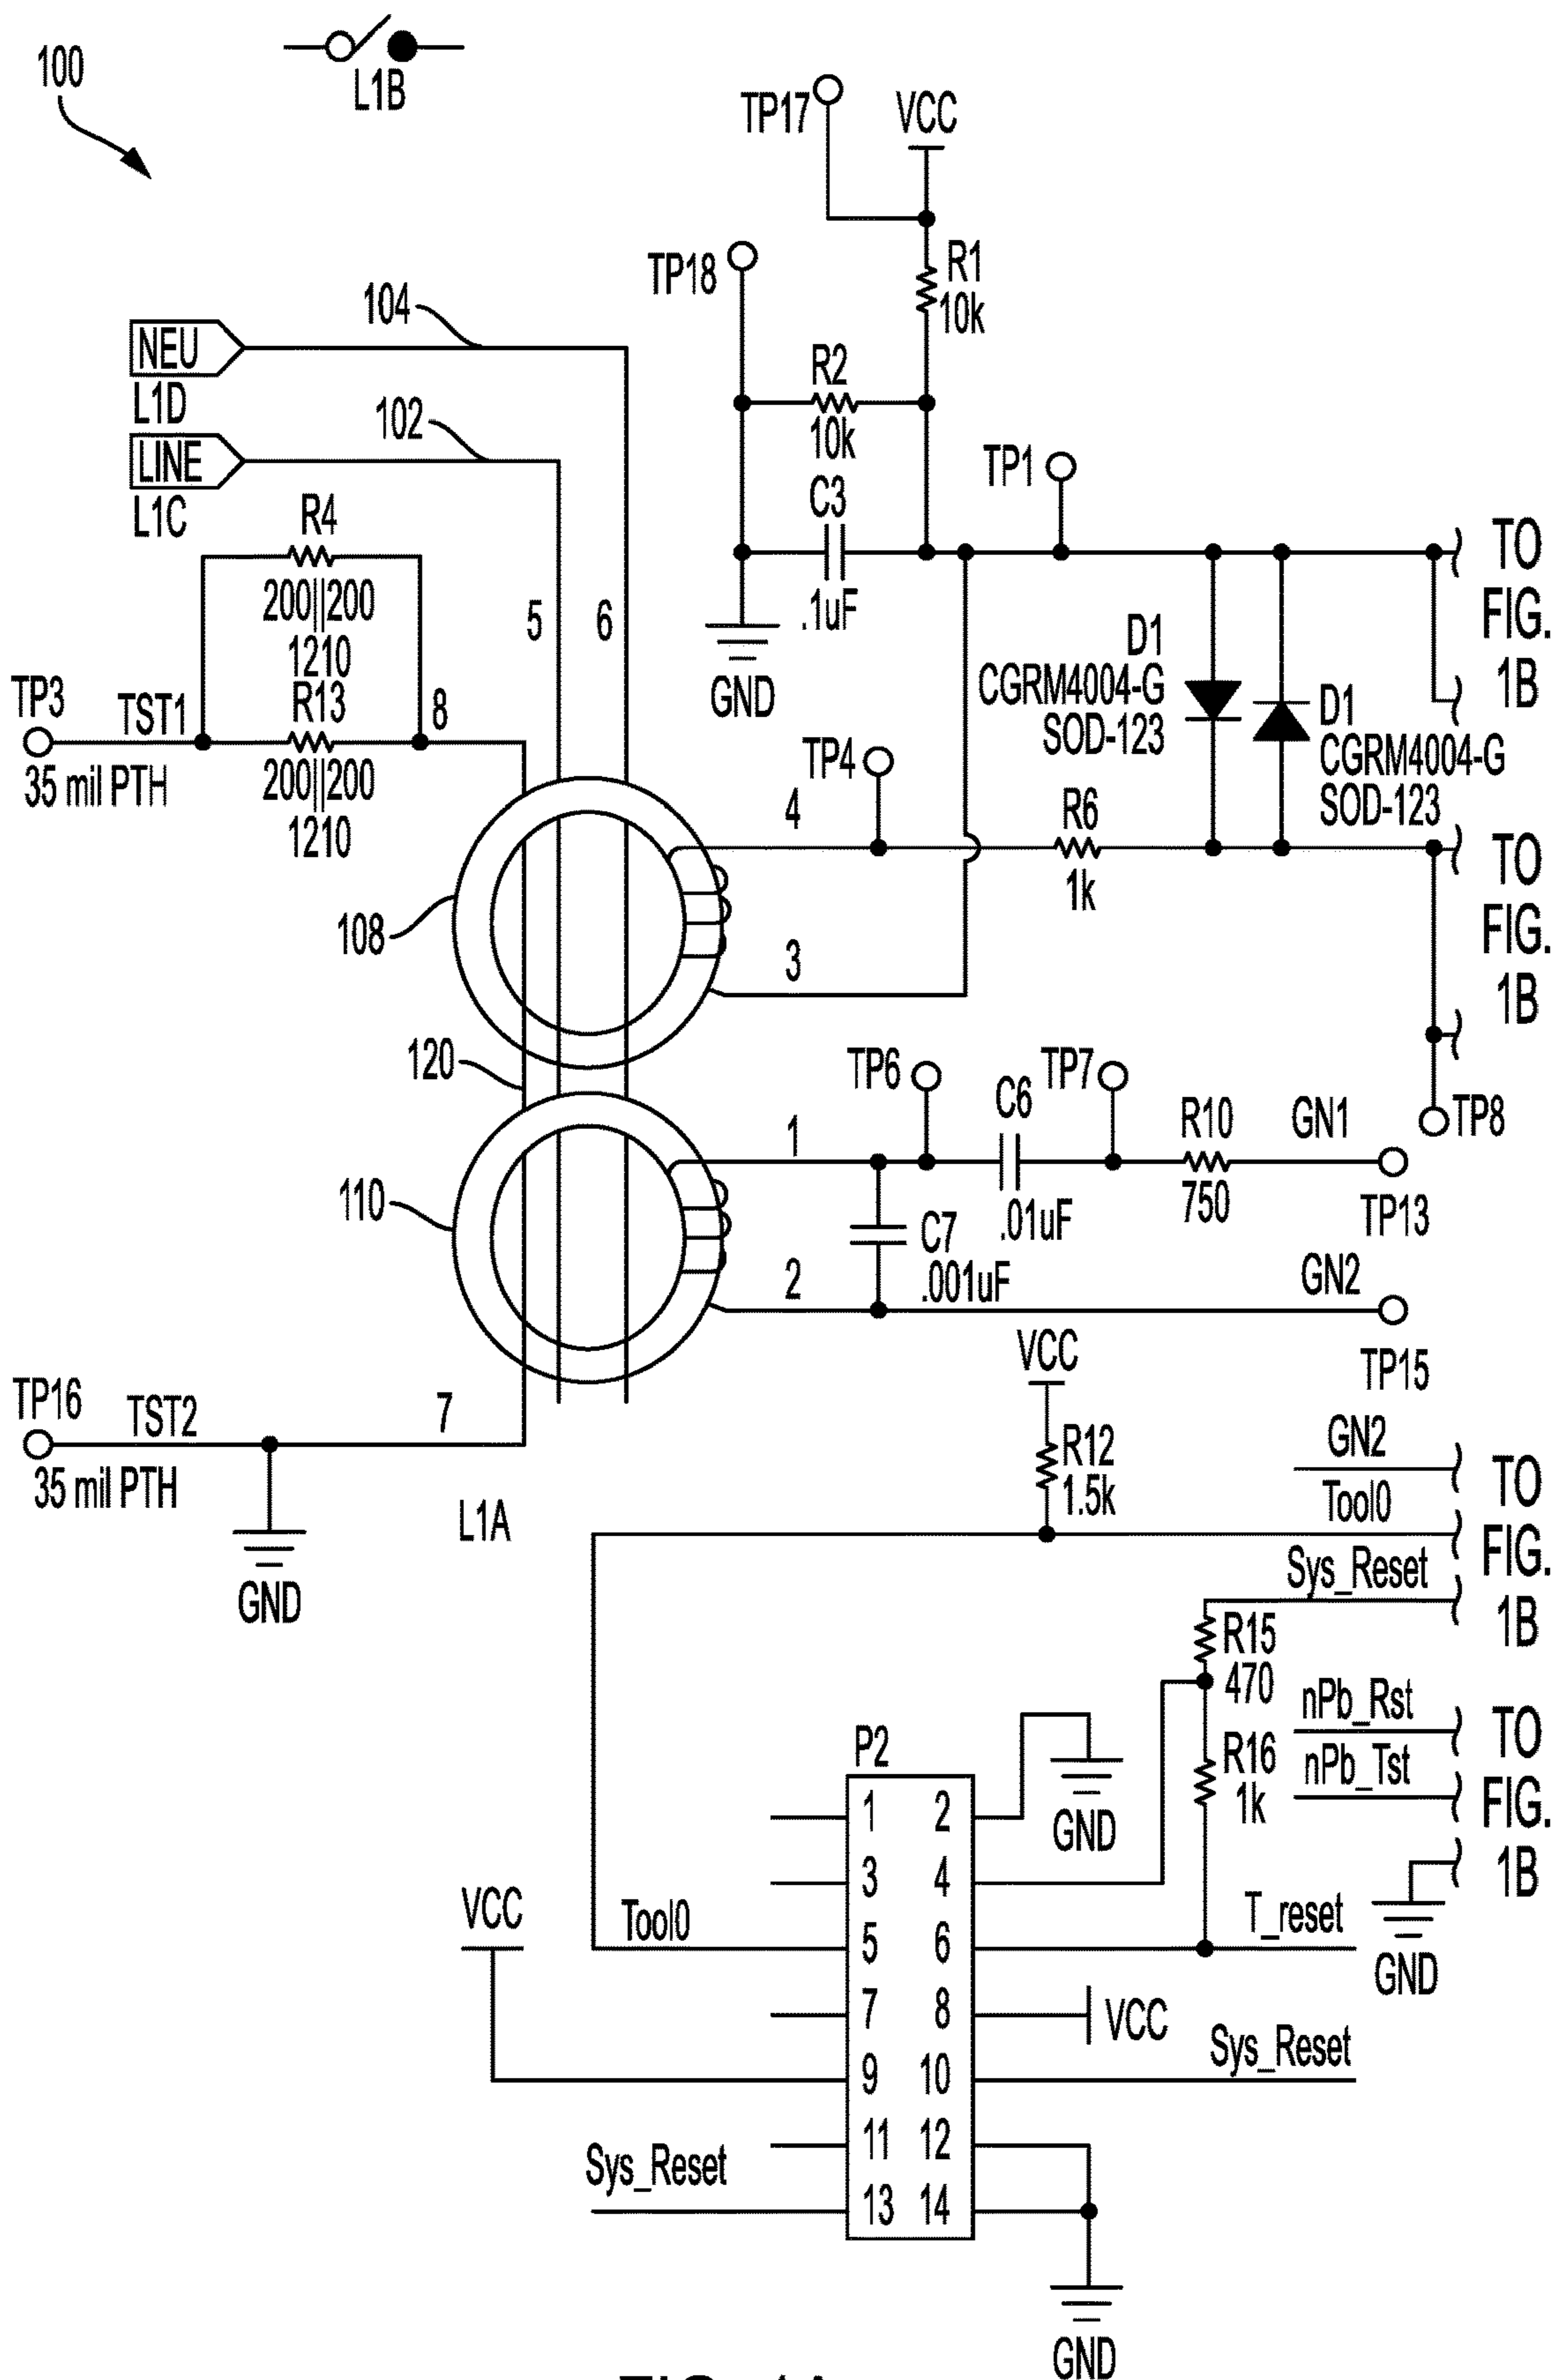 100
L1B
TP17
VCC
TP18
R1
10k
104
NEU
L1D
R2
10k
102
LINE
L1C
TP1
C3
.1uF
R4
200||200
1210
5
6
TO
FIG.
1B
GND
D1
CGRM4004-G
SOD-123
D1
CGRM4004-G
SOD-123
TP3
TST1
R13
8
35 mil PTH
200||200
1210
TP4
4
R6
1k
TO
FIG.
1B
108
3
120
TP6
C6
TP7
R10
GN1
TP8
1
.01uF
750
TP13
110
C7
.001uF
2
GN2
TP15
VCC
TP16
TST2
7
35 mil PTH
R12
1.5k
GN2
Tool0
Sys_Reset
TO
FIG.
1B
L1A
GND
R15
470
nPb_Rst
nPb_Tst
TO
FIG.
1B
P2
R16
1k
GND
1 2
3 4
5 6
7 8
9 10
11 12
13 14
VCC
Tool0
T_reset
GND
VCC
Sys_Reset
Sys_Reset
GND